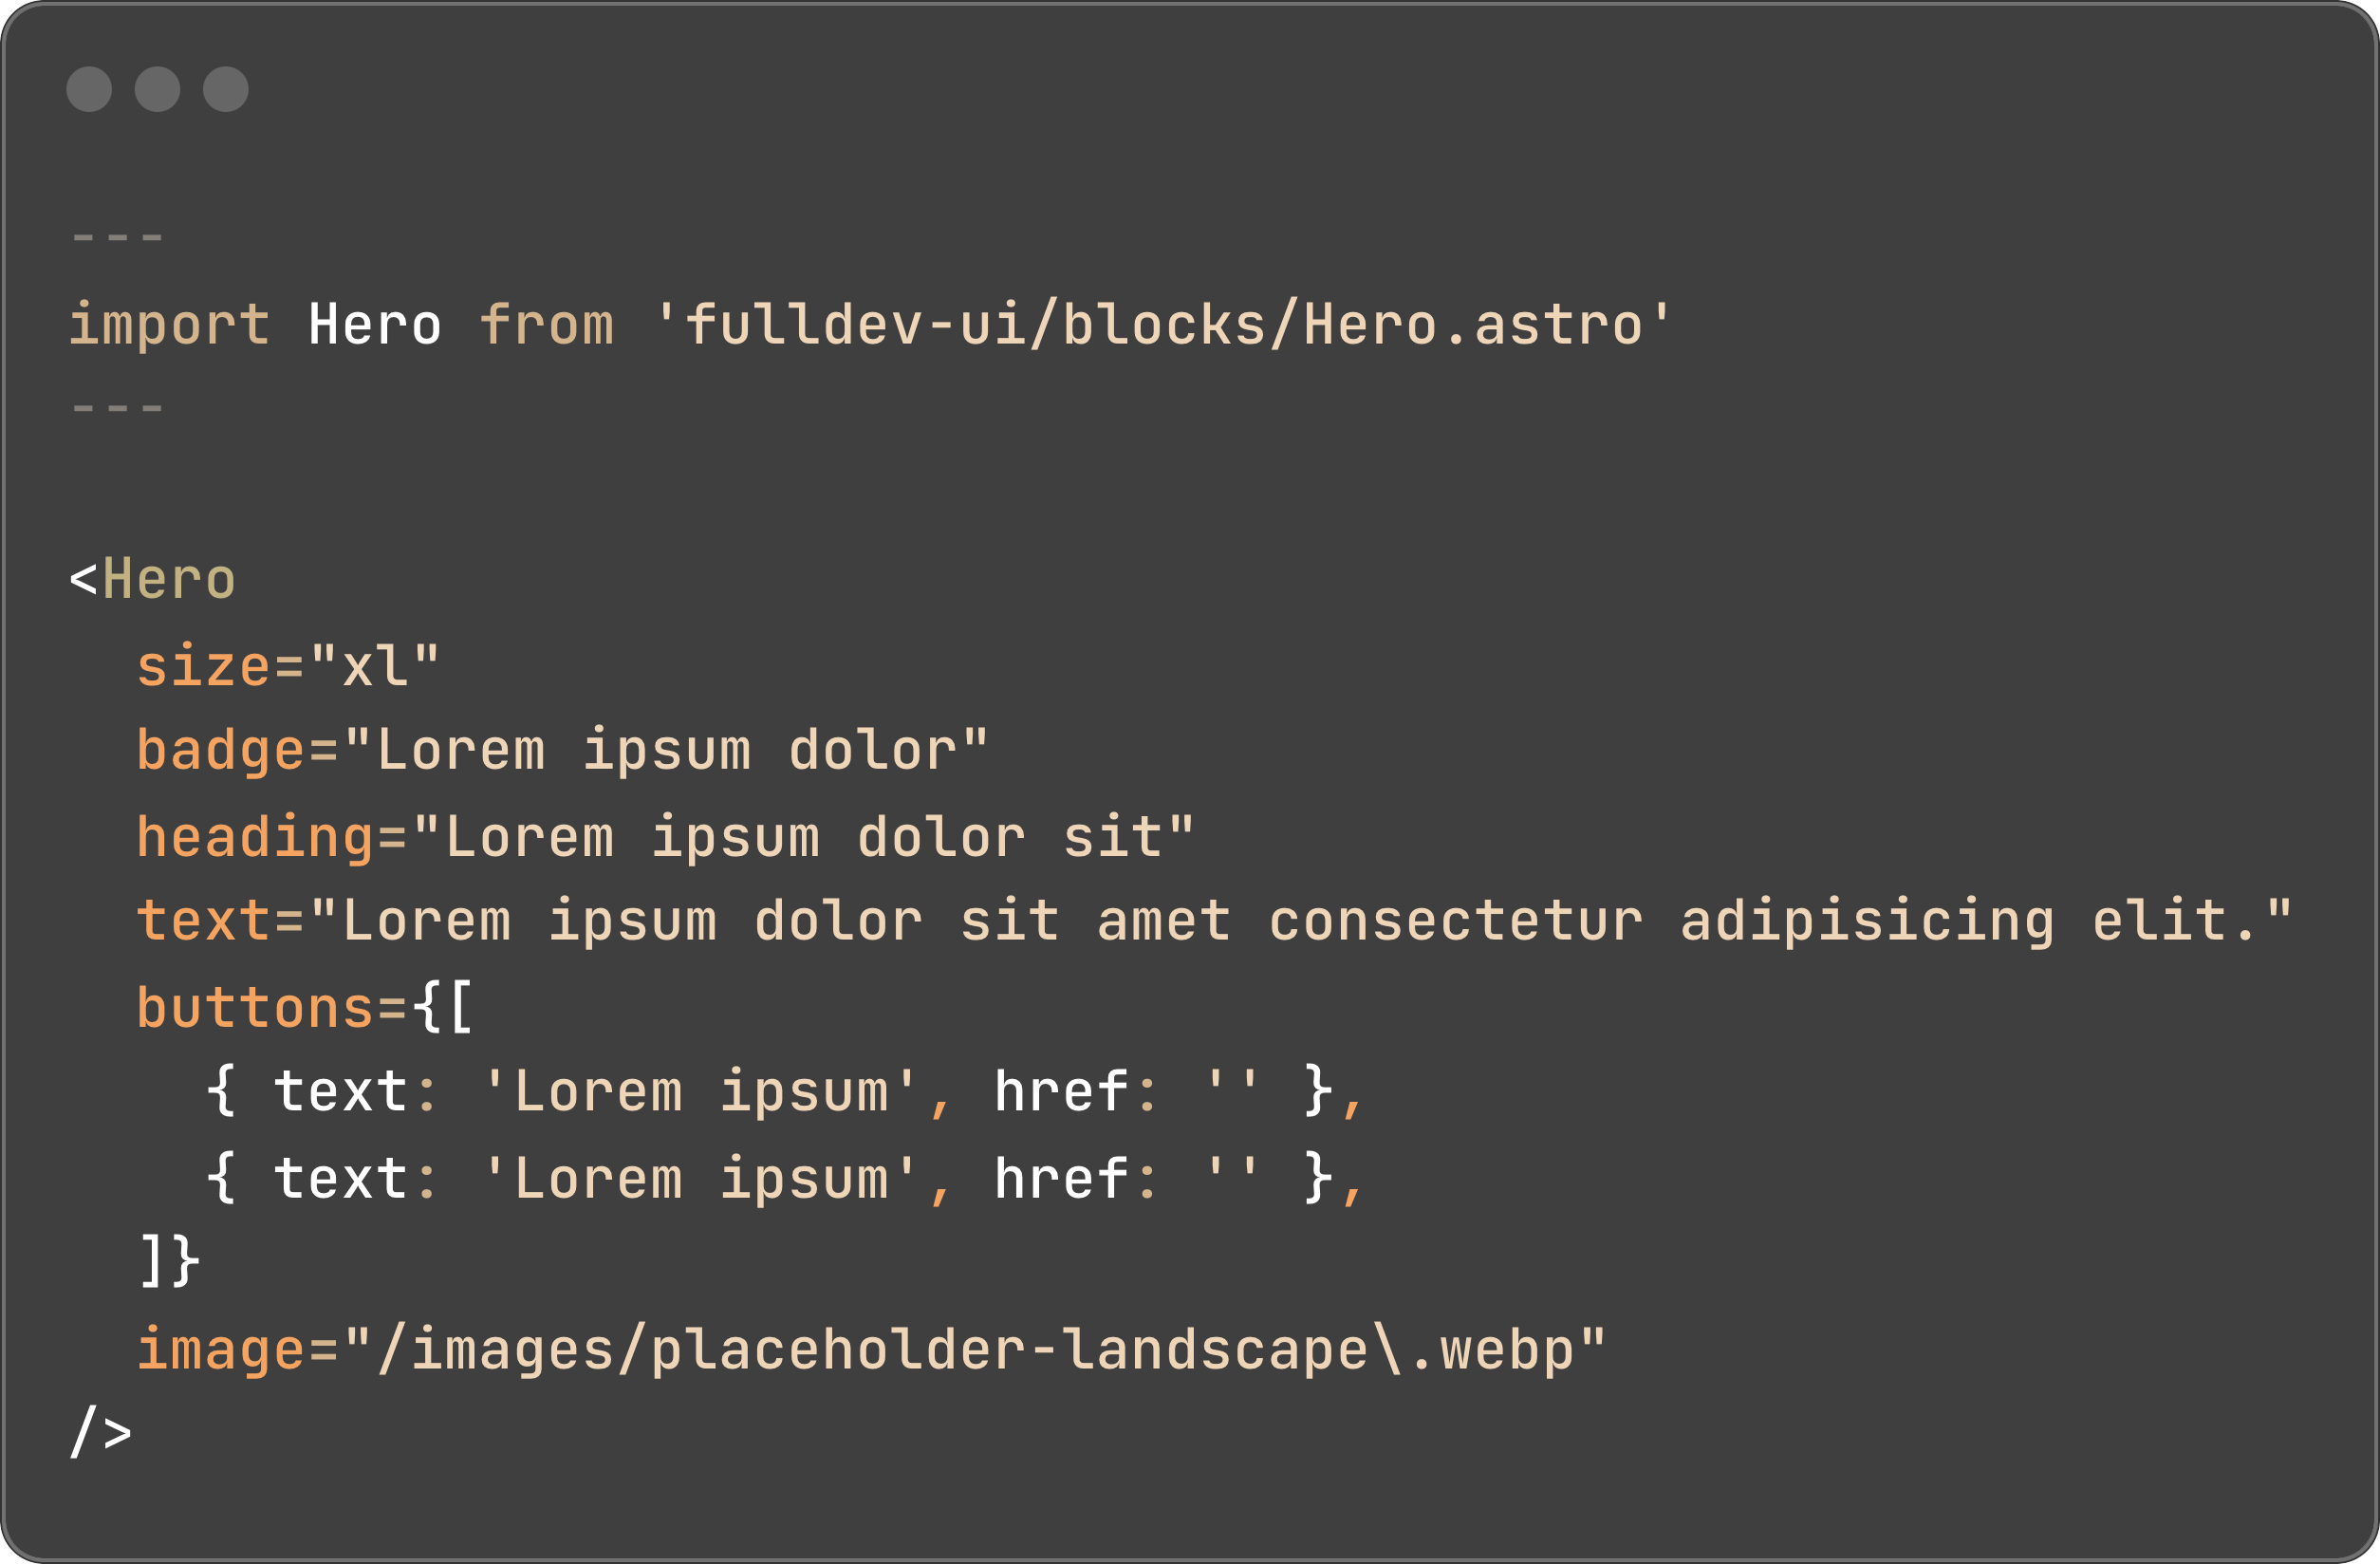 ---
import Hero from 'fulldev-ui/blocks/Hero.astro'
---
<Hero
size="xl"
badge="Lorem ipsum dolor"
heading="Lorem ipsum dolor sit"
text="Lorem ipsum dolor sit amet consectetur adipisicing elit."
buttons={[
{ text: 'Lorem ipsum', href: '' },
{ text: 'Lorem ipsum', href: '' },
]}
image="/images/placeholder-landscape\.webp"
/>